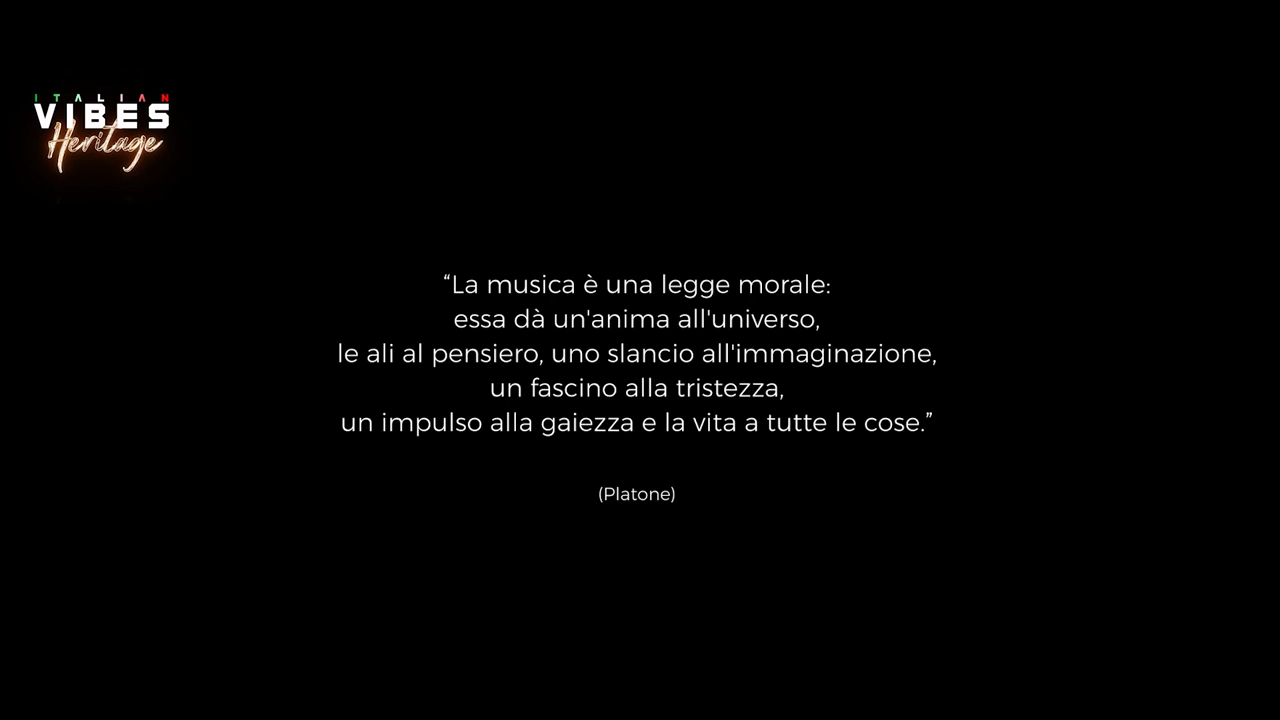 ITALIAN
VIBES
Heritage
“La musica è una legge morale:
essa dà un'anima all'universo,
le ali al pensiero, uno slancio all'immaginazione,
un fascino alla tristezza,
un impulso alla gaiezza e la vita a tutte le cose.”
(Platone)